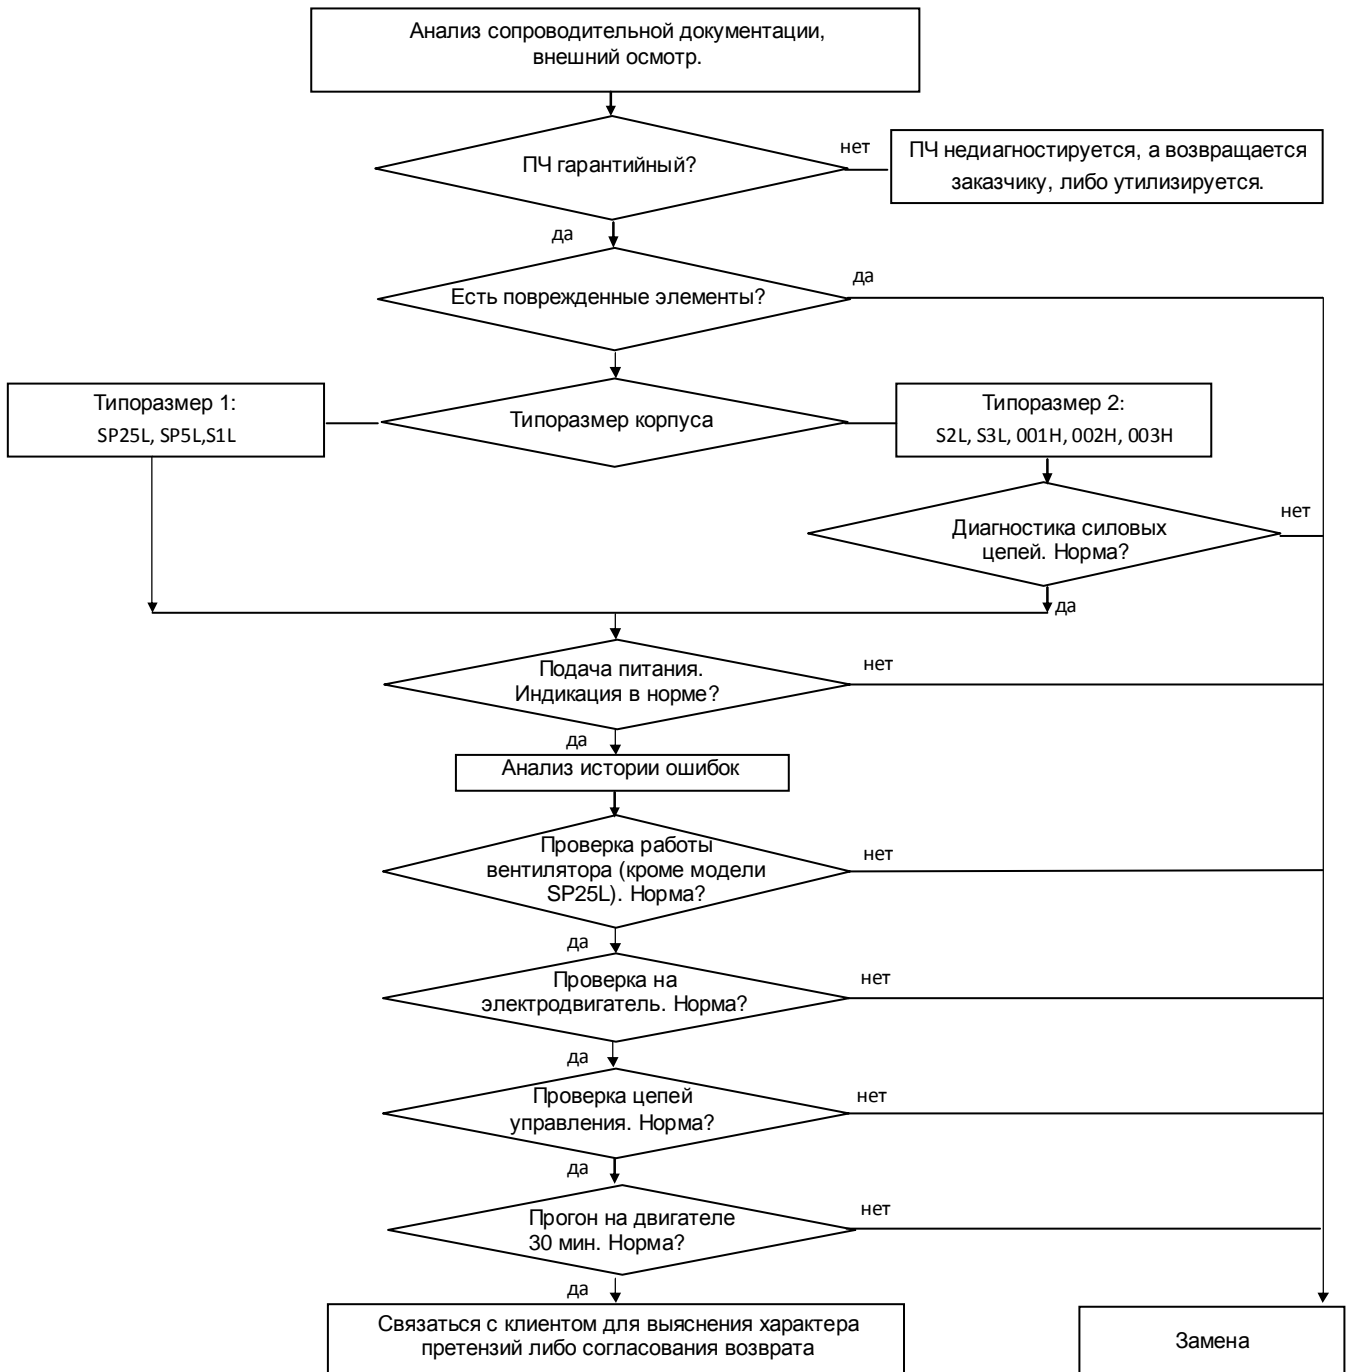 Анализ сопроводительной документации,
внешний осмотр.
ПЧ гарантийный?
нет
ПЧ недиагностируется, а возвращается
заказчику, либо утилизируется.
да
Есть поврежденные элементы?
да
Типоразмер 1:
SP25L, SP5L,S1L
Типоразмер корпуса
Типоразмер 2:
S2L, S3L, 001H, 002H, 003H
Диагностика силовых
цепей. Норма?
нет
да
Подача питания.
Индикация в норме?
нет
да
Анализ истории ошибок
Проверка работы
вентилятора (кроме модели
SP25L). Норма?
нет
да
Проверка на
электродвигатель. Норма?
нет
да
Проверка цепей
управления. Норма?
нет
да
Прогон на двигателе
30 мин. Норма?
нет
да
Связаться с клиентом для выяснения характера
претензий либо согласования возврата
Замена